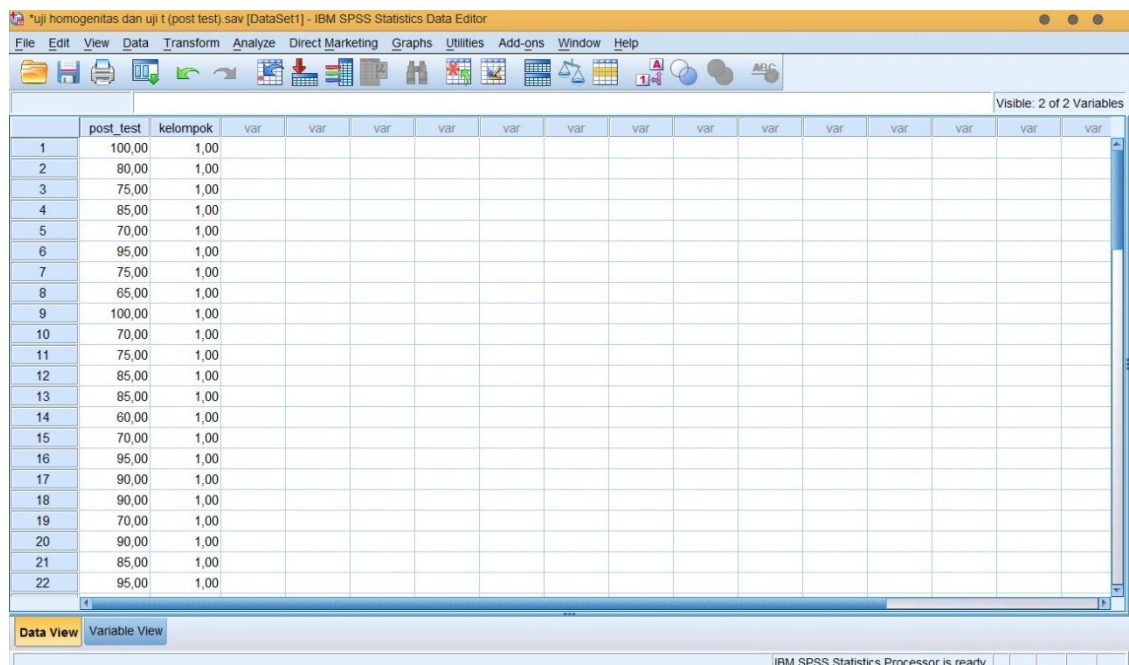 *uji homogenitas dan uji t (post test).sav [DataSet1] - IBM SPSS Statistics Data Editor
File Edit View Data Transform Analyze Direct Marketing Graphs Utilities Add-ons Window Help
Visible: 2 of 2 Variables
post_test kelompok var var var var var var var var var var var var var
1 100,00 1,00
2 80,00 1,00
3 75,00 1,00
4 85,00 1,00
5 70,00 1,00
6 95,00 1,00
7 75,00 1,00
8 65,00 1,00
9 100,00 1,00
10 70,00 1,00
11 75,00 1,00
12 85,00 1,00
13 85,00 1,00
14 60,00 1,00
15 70,00 1,00
16 95,00 1,00
17 90,00 1,00
18 90,00 1,00
19 70,00 1,00
20 90,00 1,00
21 85,00 1,00
22 95,00 1,00
Data View Variable View
IBM SPSS Statistics Processor is ready